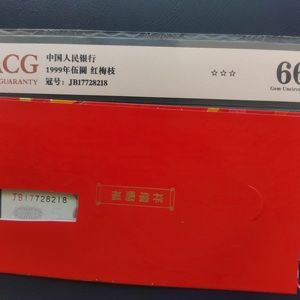 ACG
GUARANTY
中国人民银行
1999年伍圆 红梅枝
冠号: JB17728218
☆☆☆
66
Gem Uncirc
JB17728218